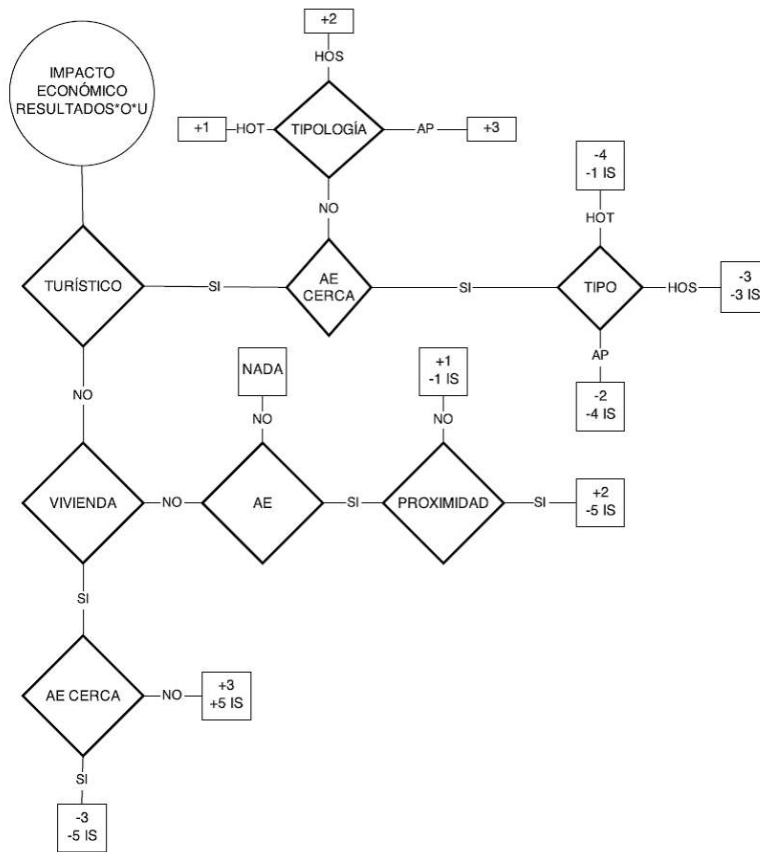 +2
HOS
IMPACTO
ECONÓMICO
RESULTADOS*O*U
+1
HOT
TIPOLOGÍA
AP
+3
-4
-1 IS
NO
HOT
TURÍSTICO
SI
AE
CERCA
SI
TIPO
HOS
-3
-3 IS
AP
NO
NADA
+1
-1 IS
-2
-4 IS
NO
NO
VIVIENDA
NO
AE
SI
PROXIMIDAD
SI
+2
-5 IS
SI
AE CERCA
NO
+3
+5 IS
SI
-3
-5 IS